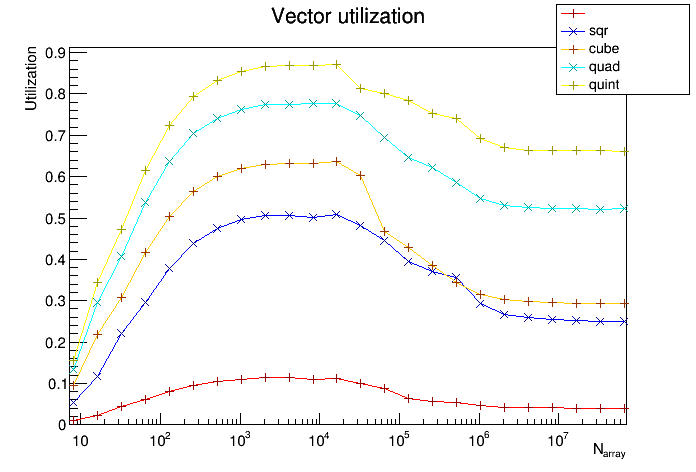 Vector utilization
sqr
cube
quad
quint
Utilization
0.9
0.8
0.7
0.6
0.5
0.4
0.3
0.2
0.1
0
10 10² 10³ 10⁴ 10⁵ 10⁶ 10⁷
N_array